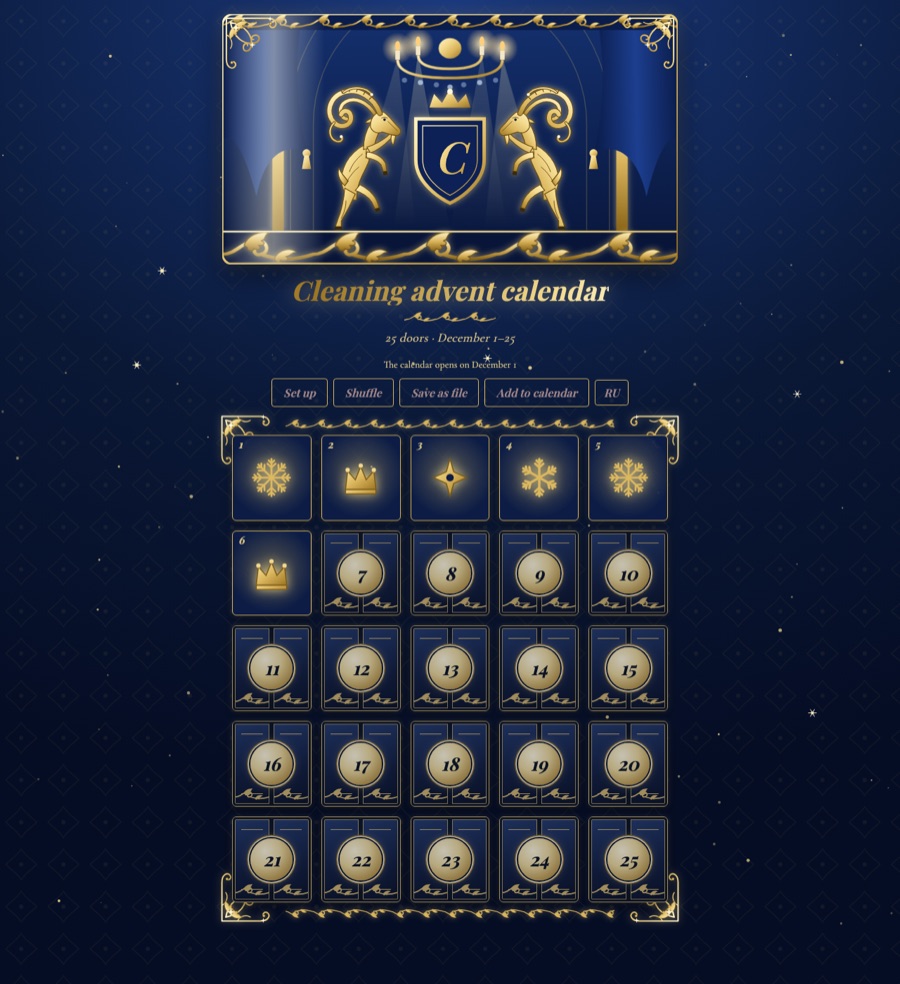 C
Cleaning advent calendar
25 doors · December 1–25
The calendar opens on December 1
Set up Shuffle Save as file Add to calendar RU
1 2 3 4 5
6 7 8 9 10
11 12 13 14 15
16 17 18 19 20
21 22 23 24 25